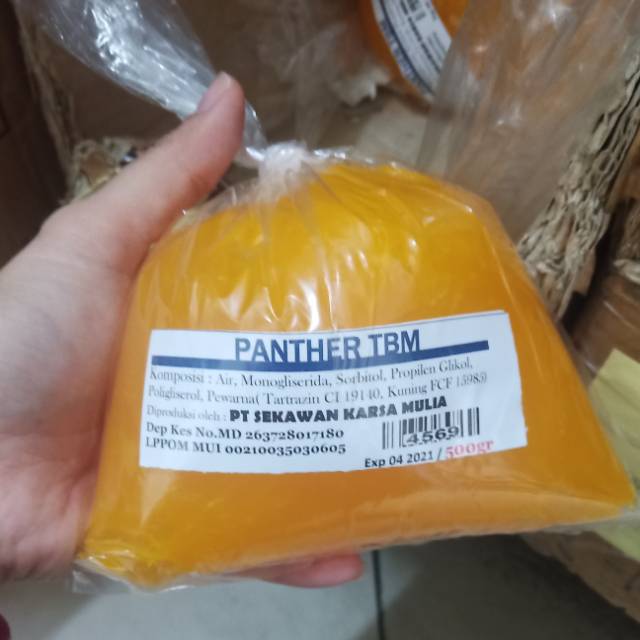 PANTHER TBM
Komposisi : Air, Monogliserida, Sorbitol, Propilen Glikol,
Poligliserol, Pewarna( Tartrazin CI 19140, Kuning FCF 15985)
Diproduksi oleh : PT SEKAWAN KARSA MULIA
Dep Kes No.MD 263728017180
LPPOM MUI 00210035030605
4569
Exp 04 2021 / 500gr